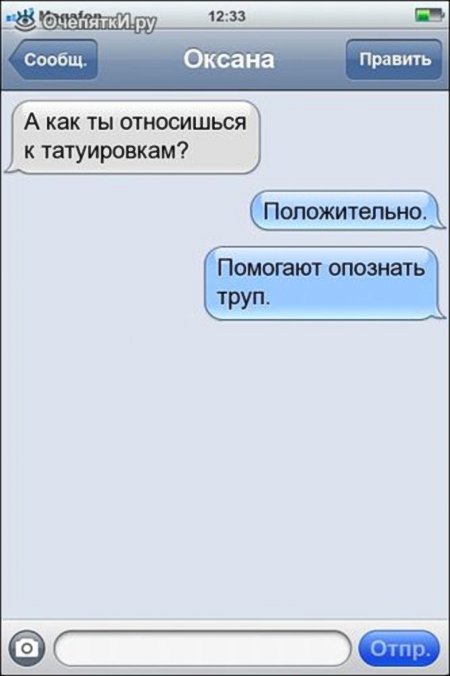 ОчепяткИ.ру
12:33
Сообщ.
Оксана
Править
А как ты относишься
к татуировкам?
Положительно.
Помогают опознать
труп.
Отпр.